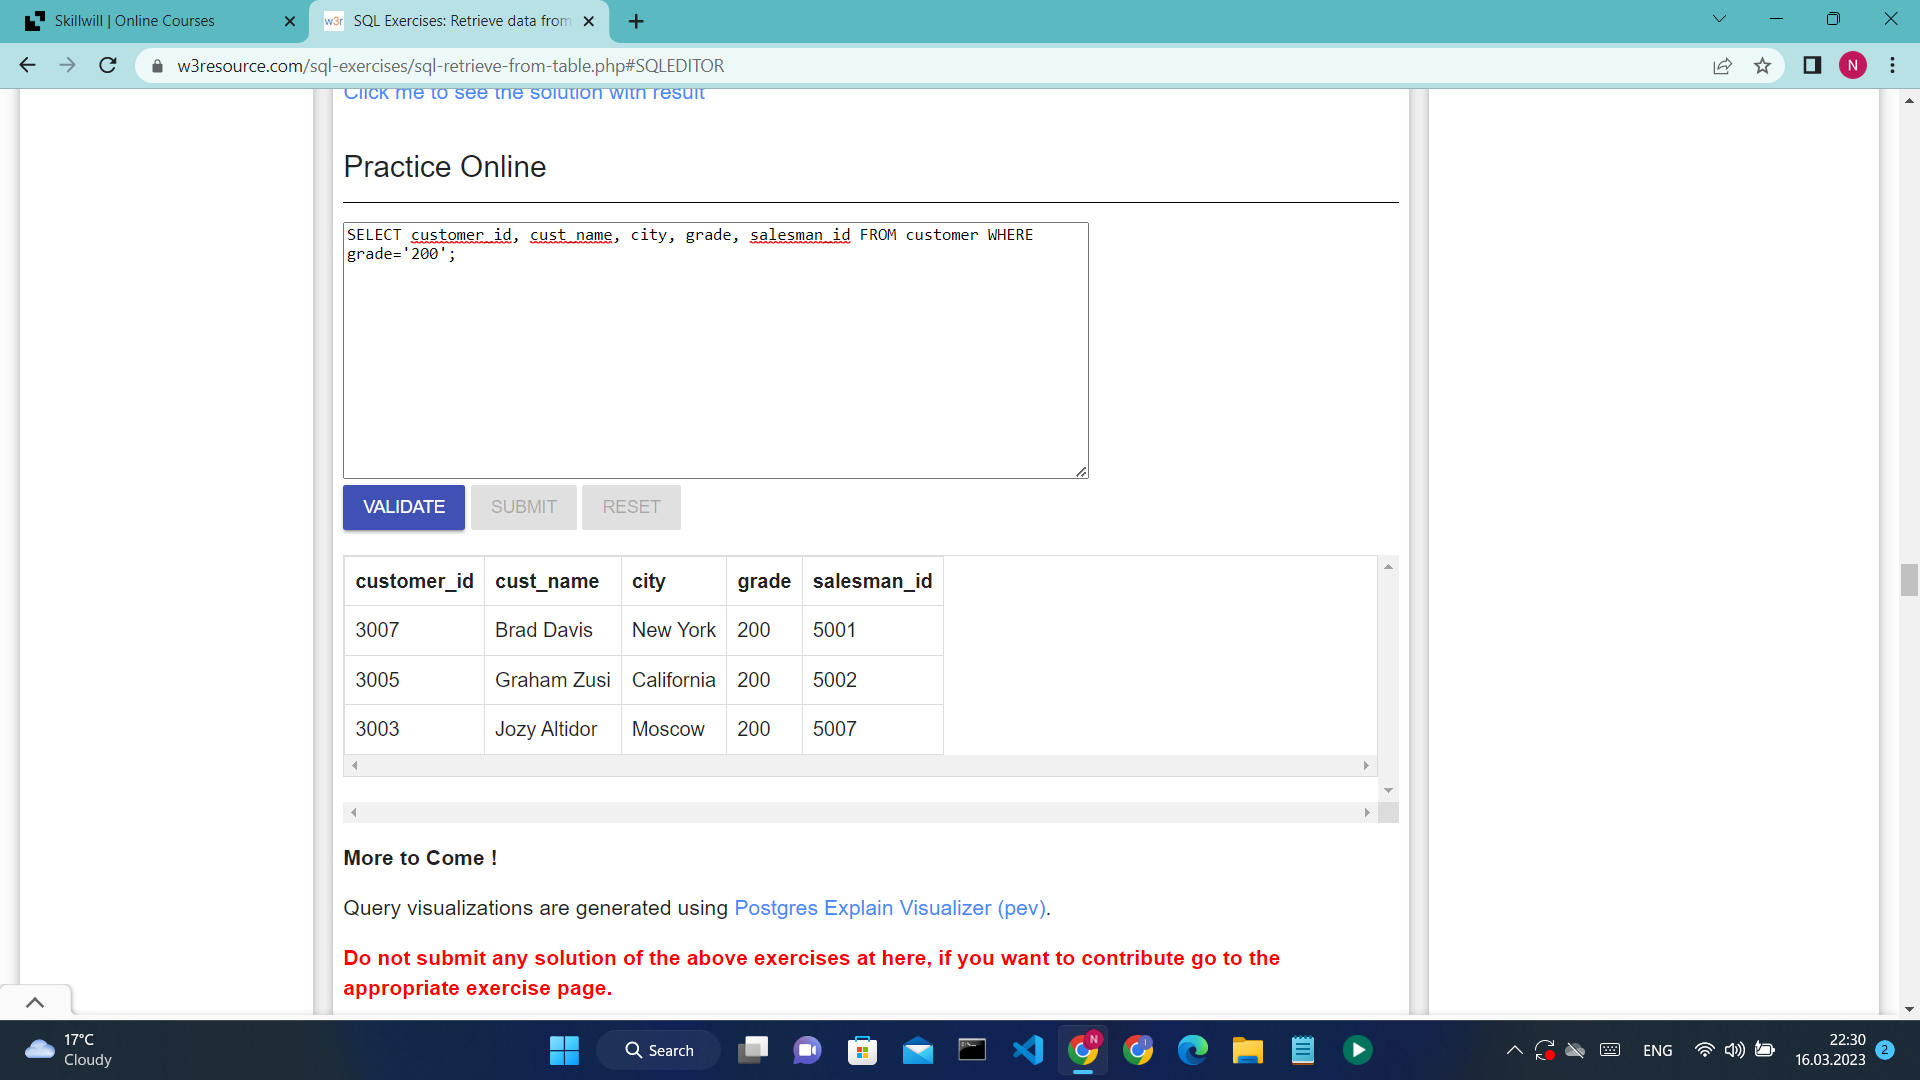 Skillwill | Online Courses
w3r SQL Exercises: Retrieve data from
w3resource.com/sql-exercises/sql-retrieve-from-table.php#SQLEDITOR
N
Click me to see the solution with result
Practice Online
SELECT customer_id, cust_name, city, grade, salesman_id FROM customer WHERE
grade='200';
VALIDATE SUBMIT RESET
customer_id cust_name city grade salesman_id
3007 Brad Davis New York 200 5001
3005 Graham Zusi California 200 5002
3003 Jozy Altidor Moscow 200 5007
More to Come !
Query visualizations are generated using Postgres Explain Visualizer (pev).
Do not submit any solution of the above exercises at here, if you want to contribute go to the
appropriate exercise page.
17°C
Cloudy
Search
N
ENG
22:30
16.03.2023
2